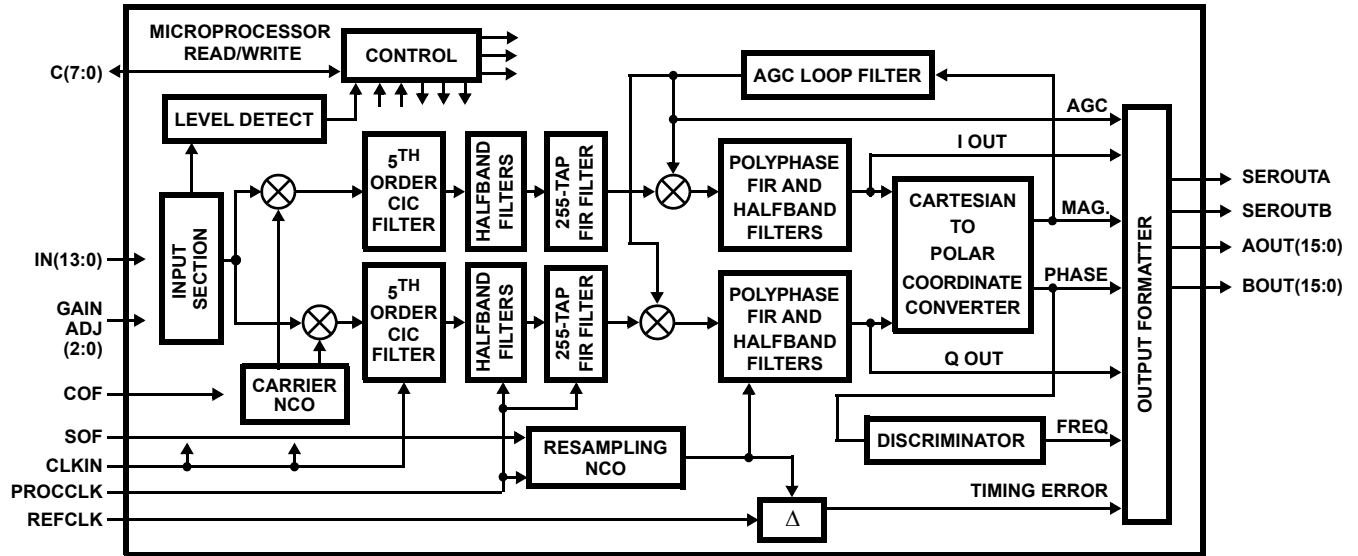 MICROPROCESSOR
READ/WRITE
C(7:0)
CONTROL
LEVEL DETECT
AGC LOOP FILTER
AGC
I OUT
INPUT
SECTION
5TH
ORDER
CIC
FILTER
HALFBAND
FILTERS
255-TAP
FIR FILTER
POLYPHASE
FIR AND
HALFBAND
FILTERS
CARTESIAN
TO
POLAR
COORDINATE
CONVERTER
MAG.
PHASE
OUTPUT FORMATTER
SEROUTA
SEROUTB
AOUT(15:0)
BOUT(15:0)
IN(13:0)
GAIN
ADJ
(2:0)
5TH
ORDER
CIC
FILTER
HALFBAND
FILTERS
255-TAP
FIR FILTER
POLYPHASE
FIR AND
HALFBAND
FILTERS
Q OUT
COF
CARRIER
NCO
SOF
CLKIN
PROCCLK
REFCLK
RESAMPLING
NCO
DISCRIMINATOR
FREQ
TIMING ERROR
Δ